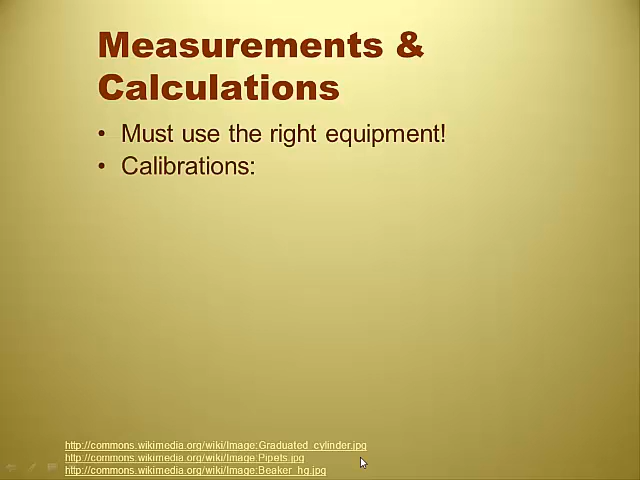 Measurements &
Calculations
• Must use the right equipment!
• Calibrations:
http://commons.wikimedia.org/wiki/Image:Graduated_cylinder.jpg
http://commons.wikimedia.org/wiki/Image:Pipets.jpg
http://commons.wikimedia.org/wiki/Image:Beaker_hg.jpg